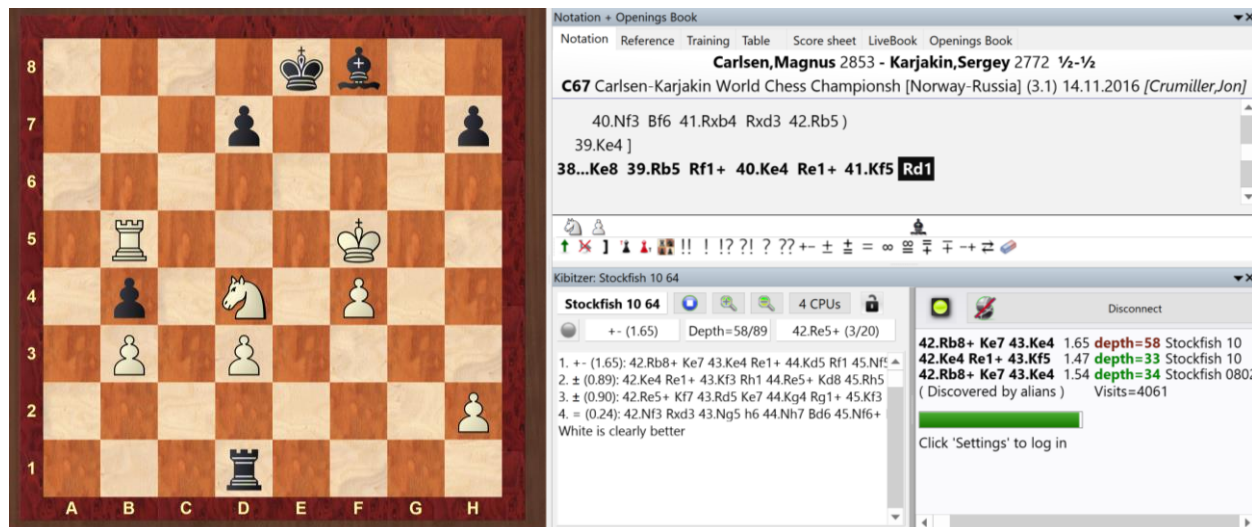 8
7
6
5
4
3
2
1
A B C D E F G H
Notation + Openings Book
Notation Reference Training Table Score sheet LiveBook Openings Book
Carlsen,Magnus 2853 - Karjakin,Sergey 2772 ½-½
C67 Carlsen-Karjakin World Chess Championsh [Norway-Russia] (3.1) 14.11.2016 [Crumiller,Jon]
40.Nf3 Bf6 41.Rxb4 Rxd3 42.Rb5 )
39.Ke4 ]
38...Ke8 39.Rb5 Rf1+ 40.Ke4 Re1+ 41.Kf5 Rd1
!! ! !? ?! ? ?? +- ± ⩲ = ∞ ⯹ ⩱ ∓ -+ ⇄
Kibitzer: Stockfish 10 64
Stockfish 10 64 4 CPUs
+- (1.65) Depth=58/89 42.Re5+ (3/20)
1. +- (1.65): 42.Rb8+ Ke7 43.Ke4 Re1+ 44.Kd5 Rf1 45.Nf5
2. ± (0.89): 42.Ke4 Re1+ 43.Kf3 Rh1 44.Re5+ Kd8 45.Rh5
3. ± (0.90): 42.Re5+ Kf7 43.Rd5 Ke7 44.Kg4 Rg1+ 45.Kf3
4. = (0.24): 42.Nf3 Rxd3 43.Ng5 h6 44.Nh7 Bd6 45.Nf6+
White is clearly better
Disconnect
42.Rb8+ Ke7 43.Ke4 1.65 depth=58 Stockfish 10
42.Ke4 Re1+ 43.Kf5 1.47 depth=33 Stockfish 10
42.Rb8+ Ke7 43.Ke4 1.54 depth=34 Stockfish 0802
( Discovered by alians ) Visits=4061
Click 'Settings' to log in